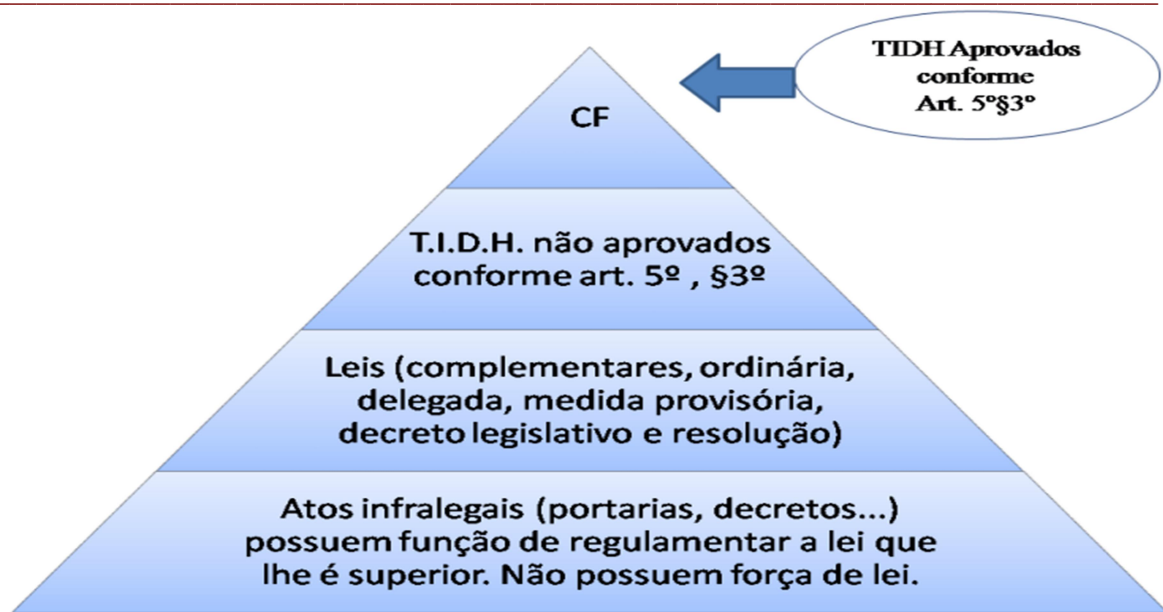 TIDH Aprovados
conforme
Art. 5º§3º
CF
T.I.D.H. não aprovados
conforme art. 5º , §3º
Leis (complementares, ordinária,
delegada, medida provisória,
decreto legislativo e resolução)
Atos infralegais (portarias, decretos...)
possuem função de regulamentar a lei que
lhe é superior. Não possuem força de lei.